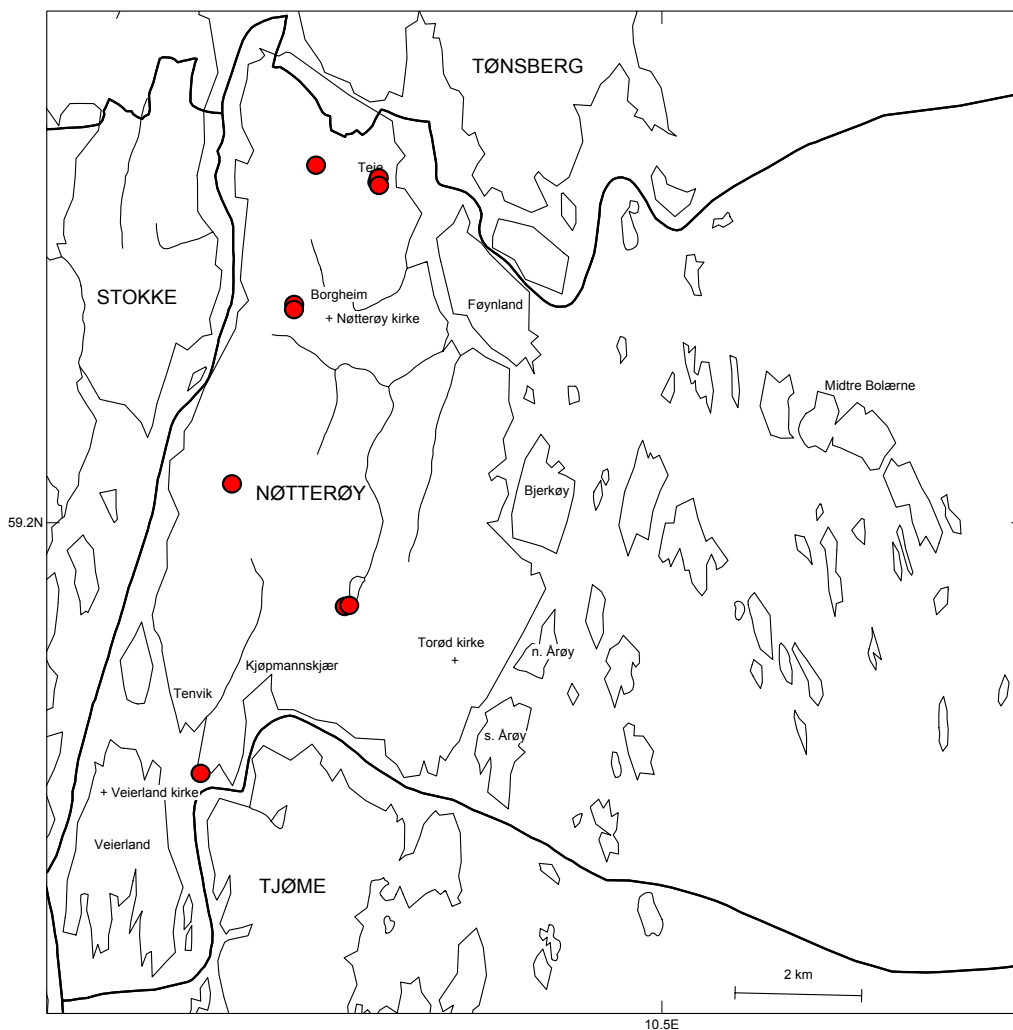 TØNSBERG
Teie
STOKKE
Borgheim
+ Nøtterøy kirke
Føynland
Midtre Bolærne
NØTTERØY
Bjerkøy
59.2N
Torød kirke
+
n. Årøy
Kjøpmannskjær
Tenvik
s. Årøy
+ Veierland kirke
Veierland
TJØME
2 km
10.5E